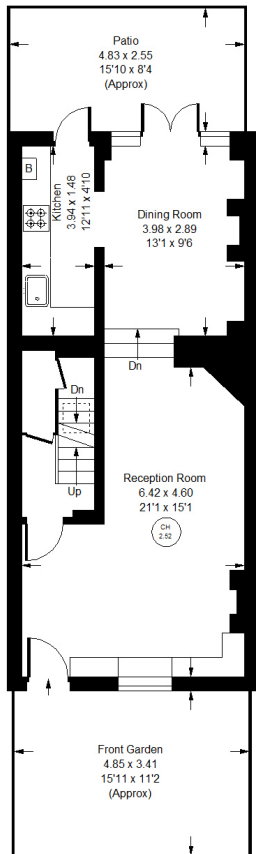 Patio
4.83 x 2.55
15'10 x 8'4
(Approx)
B
Kitchen
3.94 x 1.48
12'11 x 4'10
Dining Room
3.98 x 2.89
13'1 x 9'6
Dn
Dn
Up
Reception Room
6.42 x 4.60
21'1 x 15'1
CH
2.52
Front Garden
4.85 x 3.41
15'11 x 11'2
(Approx)